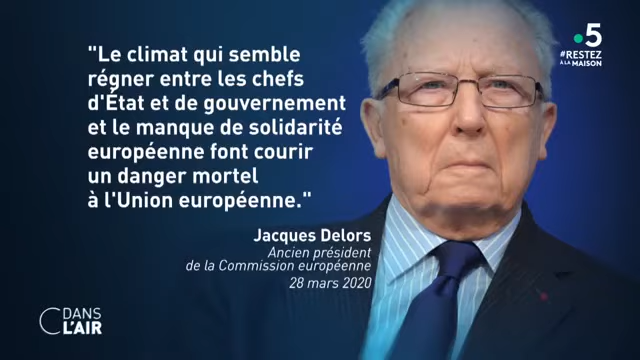 5
#RESTEZ
À LA MAISON
"Le climat qui semble
régner entre les chefs
d'État et de gouvernement
et le manque de solidarité
européenne font courir
un danger mortel
à l'Union européenne."
Jacques Delors
Ancien président
de la Commission européenne
28 mars 2020
C DANS
L'AIR